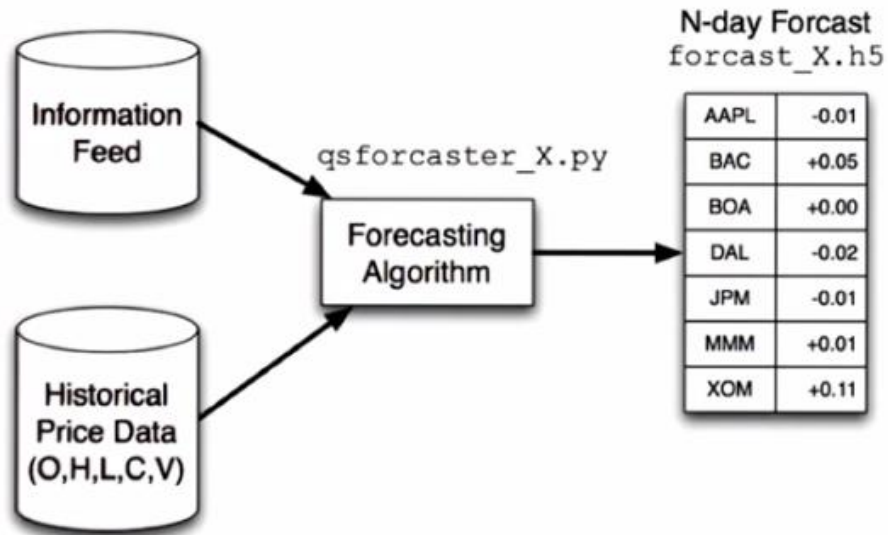 Information
Feed
Historical
Price Data
(O,H,L,C,V)
qsforcaster_X.py
Forecasting
Algorithm
N-day Forcast
forcast_X.h5
AAPL -0.01
BAC +0.05
BOA +0.00
DAL -0.02
JPM -0.01
MMM +0.01
XOM +0.11